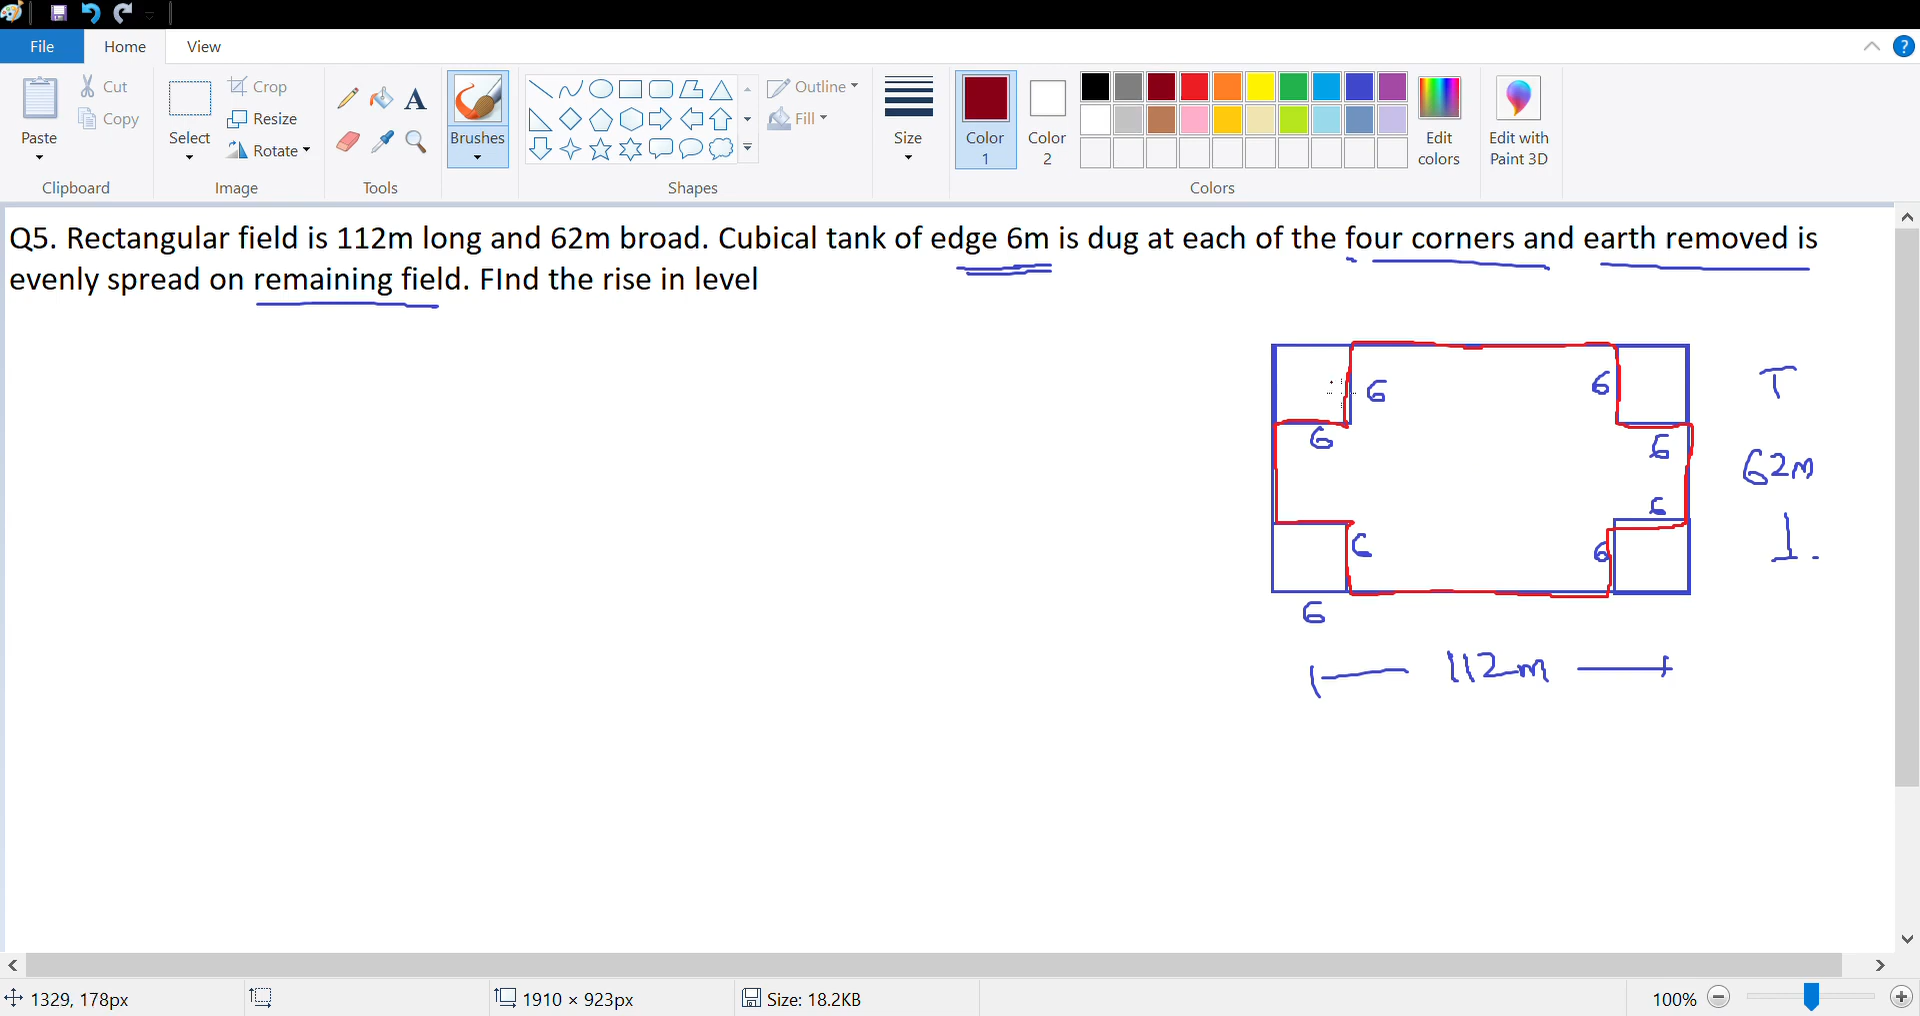 File Home View
Paste Cut Copy Clipboard
Select Crop Resize Rotate Image
Tools
Brushes
Shapes Outline Fill
Size
Color 1
Color 2
Edit colors
Colors
Edit with Paint 3D
Q5. Rectangular field is 112m long and 62m broad. Cubical tank of edge 6m is dug at each of the four corners and earth removed is
evenly spread on remaining field. FInd the rise in level
6 6
6 6
62m
6
6 6
6
112m
1329, 178px 1910 × 923px Size: 18.2KB 100%